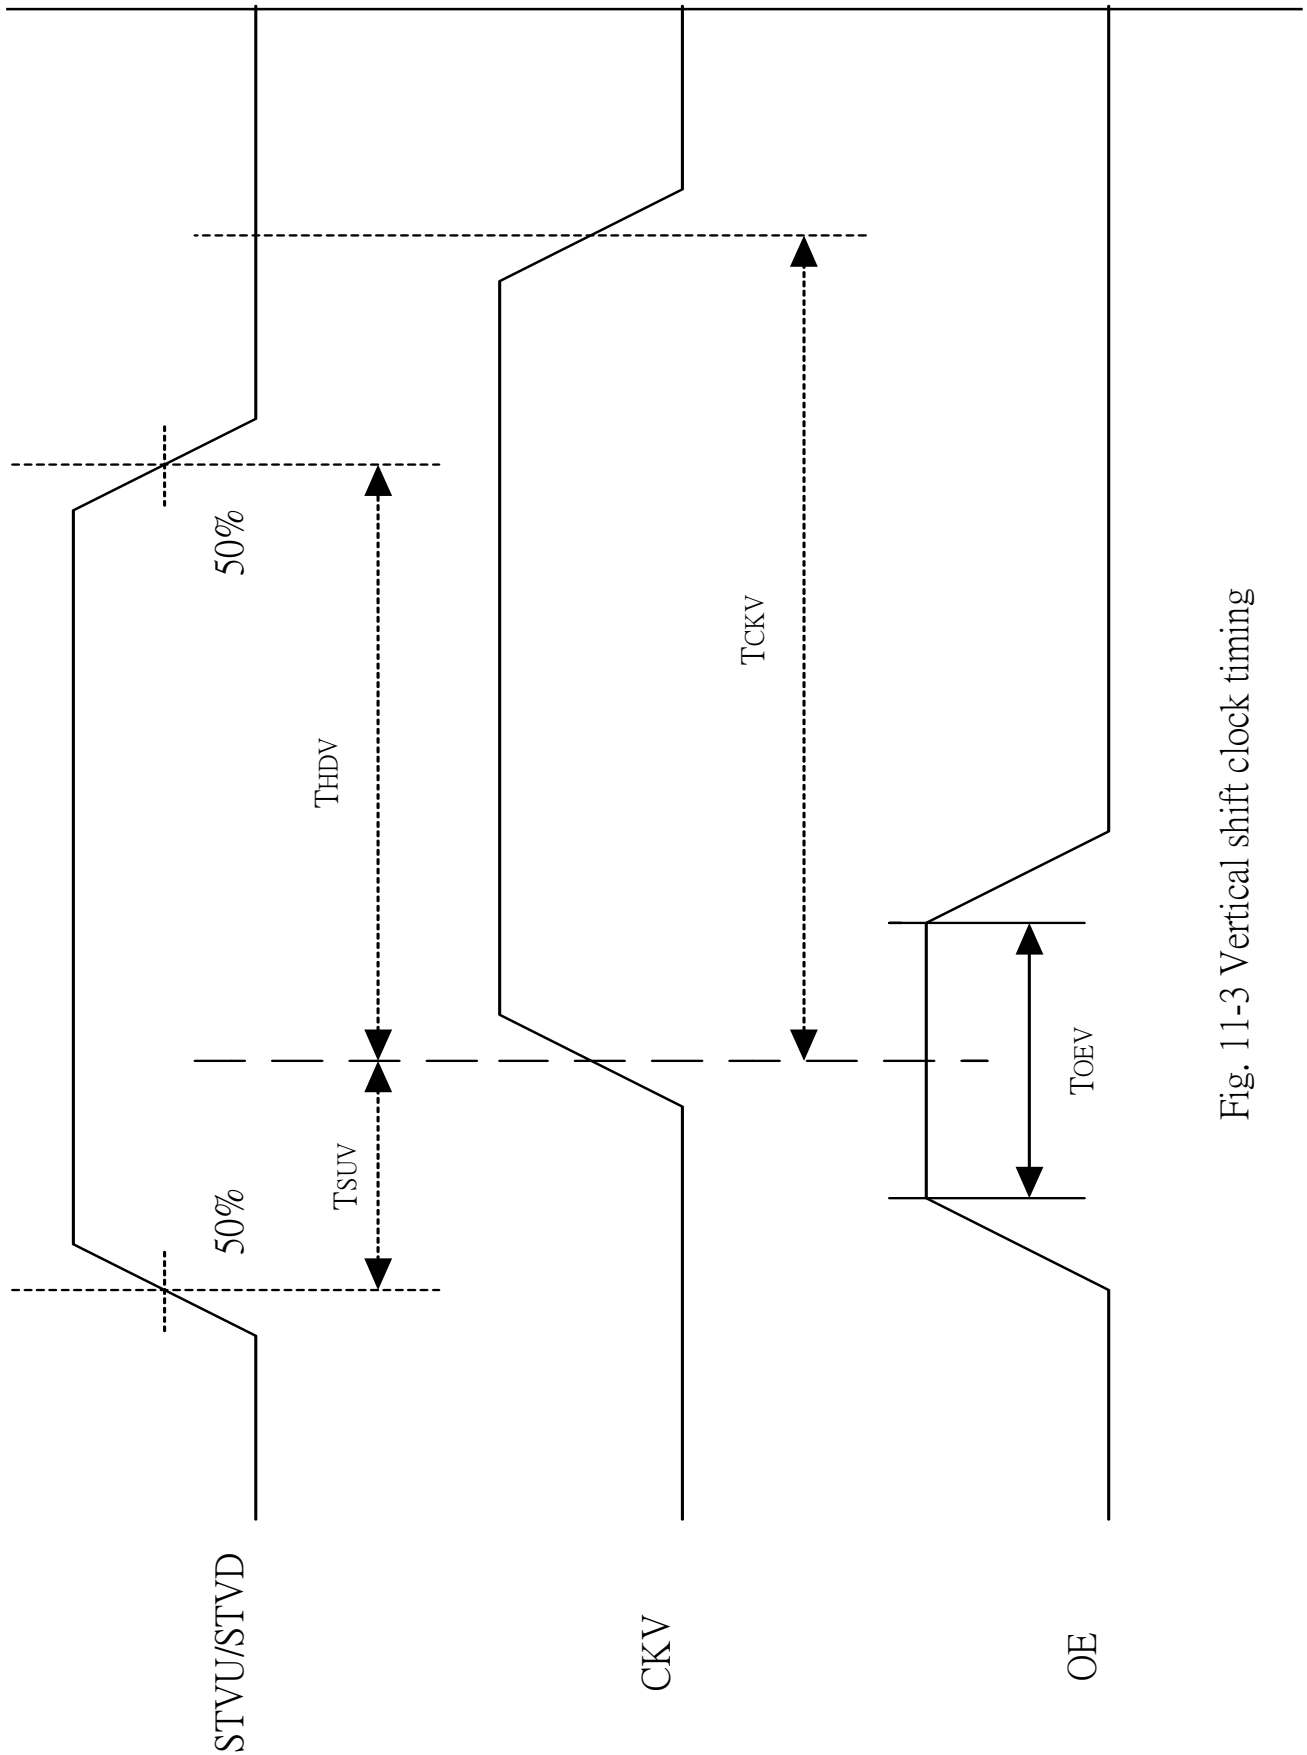 STVU/STVD
50%
50%
TSUV
THDV
CKV
TCKV
OE
TOEV
Fig. 11-3 Vertical shift clock timing